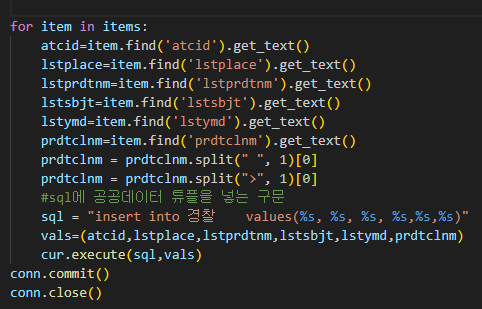 for item in items:
    atcid=item.find('atcid').get_text()
    lstplace=item.find('lstplace').get_text()
    lstprdtnm=item.find('lstprdtnm').get_text()
    lstsbjt=item.find('lstsbjt').get_text()
    lstymd=item.find('lstymd').get_text()
    prdtclnm=item.find('prdtclnm').get_text()
    prdtclnm = prdtclnm.split(" ", 1)[0]
    prdtclnm = prdtclnm.split(">", 1)[0]
    #sql에 공공데이터 튜플을 넣는 구문
    sql = "insert into 경찰    values(%s, %s, %s, %s,%s,%s)"
    vals=(atcid,lstplace,lstprdtnm,lstsbjt,lstymd,prdtclnm)
    cur.execute(sql,vals)
conn.commit()
conn.close()